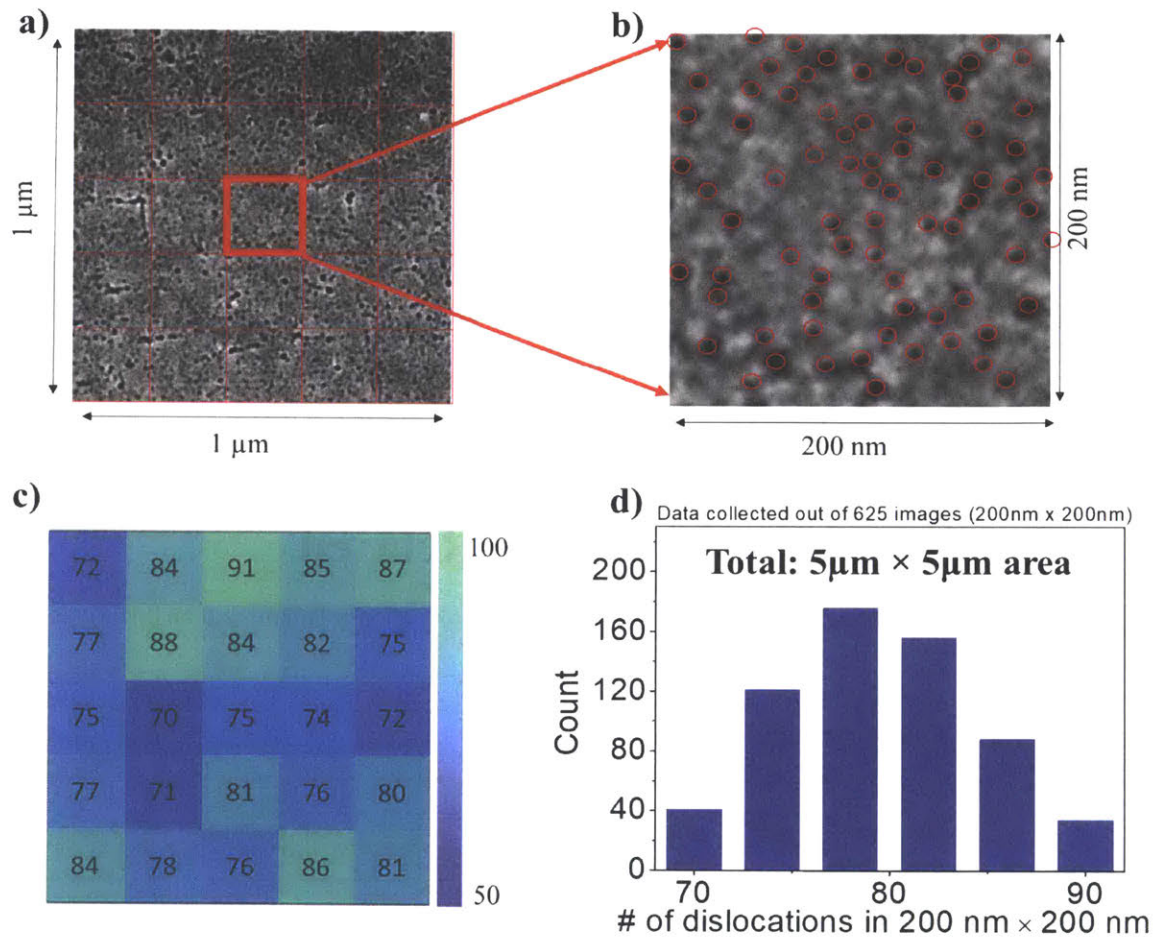 a)
1 μm
1 μm
b)
200 nm
200 nm
c)
72 84 91 85 87
77 88 84 82 75
75 70 75 74 72
77 71 81 76 80
84 78 76 86 81
100
50
d)
Data collected out of 625 images (200nm x 200nm)
Total: 5μm × 5μm area
Count
200
160
120
80
40
0
70 80 90
# of dislocations in 200 nm × 200 nm